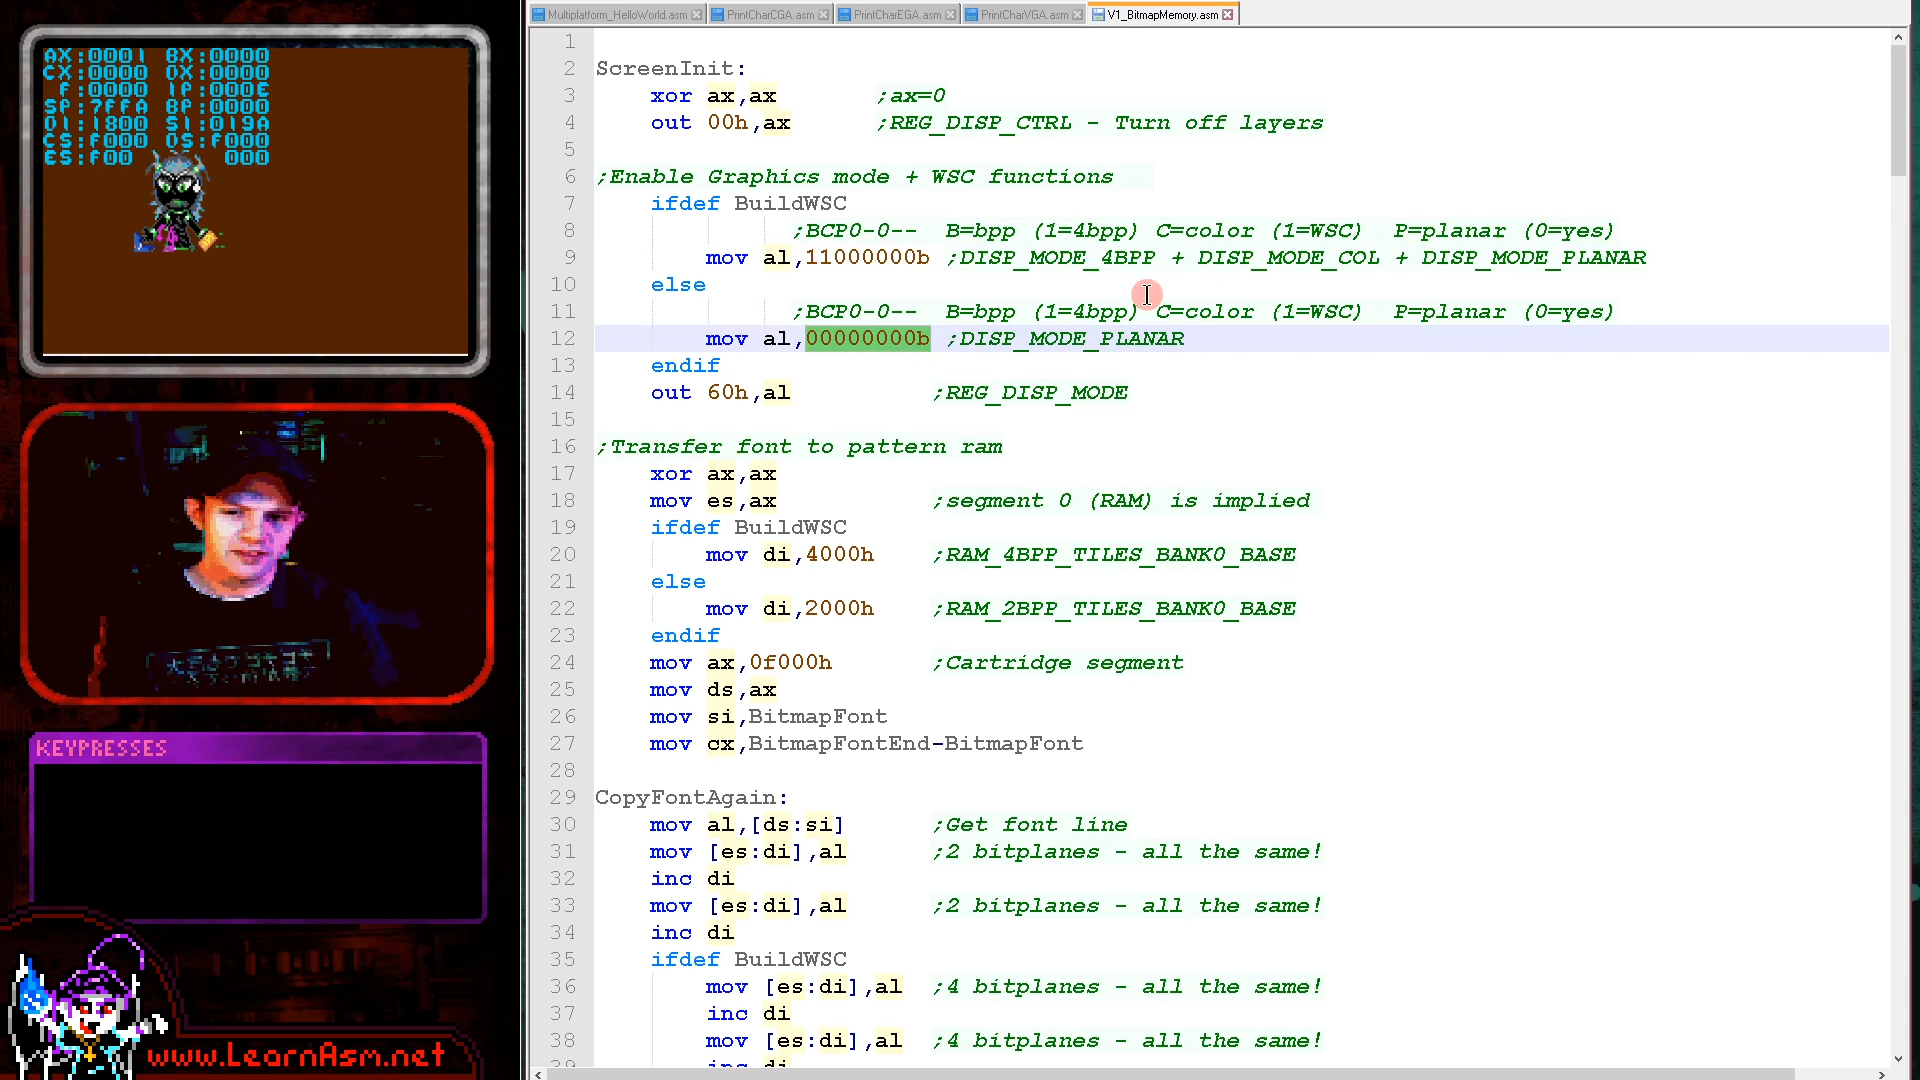 Multiplatform_HelloWorld.asm PrintCharCGA.asm PrintCharEGA.asm PrintCharVGA.asm V1_BitmapMemory.asm
AX:0001 BX:0000
CX:0000 DX:0000
F:0000 IP:000E
SP:7FFA BP:0000
DI:1800 SI:019A
CS:F000 DS:F000
ES:F00 000
KEYPRESSES
www.LearnAsm.net
1
2 ScreenInit:
3 xor ax,ax ;ax=0
4 out 00h,ax ;REG_DISP_CTRL - Turn off layers
5
6 ;Enable Graphics mode + WSC functions
7 ifdef BuildWSC
8 ;BCP0-0-- B=bpp (1=4bpp) C=color (1=WSC) P=planar (0=yes)
9 mov al,11000000b ;DISP_MODE_4BPP + DISP_MODE_COL + DISP_MODE_PLANAR
10 else
11 ;BCP0-0-- B=bpp (1=4bpp) C=color (1=WSC) P=planar (0=yes)
12 mov al,00000000b ;DISP_MODE_PLANAR
13 endif
14 out 60h,al ;REG_DISP_MODE
15
16 ;Transfer font to pattern ram
17 xor ax,ax
18 mov es,ax ;segment 0 (RAM) is implied
19 ifdef BuildWSC
20 mov di,4000h ;RAM_4BPP_TILES_BANK0_BASE
21 else
22 mov di,2000h ;RAM_2BPP_TILES_BANK0_BASE
23 endif
24 mov ax,0f000h ;Cartridge segment
25 mov ds,ax
26 mov si,BitmapFont
27 mov cx,BitmapFontEnd-BitmapFont
28
29 CopyFontAgain:
30 mov al,[ds:si] ;Get font line
31 mov [es:di],al ;2 bitplanes - all the same!
32 inc di
33 mov [es:di],al ;2 bitplanes - all the same!
34 inc di
35 ifdef BuildWSC
36 mov [es:di],al ;4 bitplanes - all the same!
37 inc di
38 mov [es:di],al ;4 bitplanes - all the same!
39 inc di